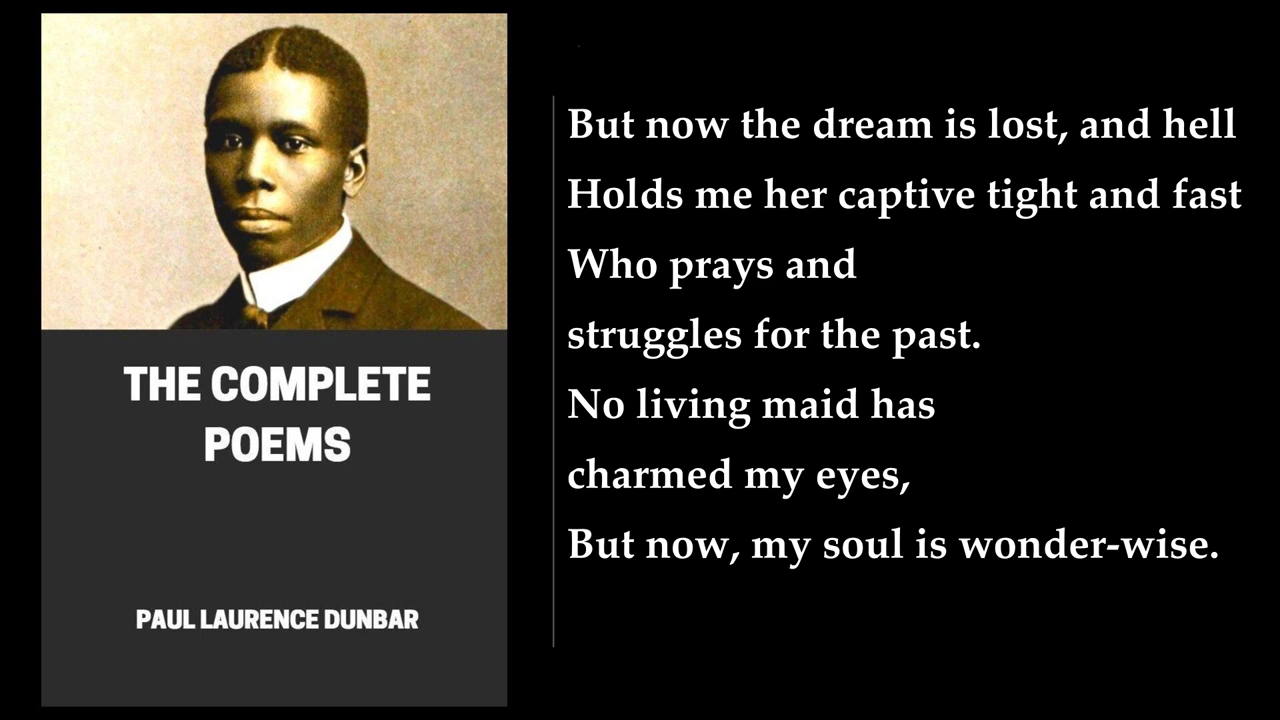 THE COMPLETE
POEMS
PAUL LAURENCE DUNBAR
But now the dream is lost, and hell
Holds me her captive tight and fast
Who prays and
struggles for the past.
No living maid has
charmed my eyes,
But now, my soul is wonder-wise.